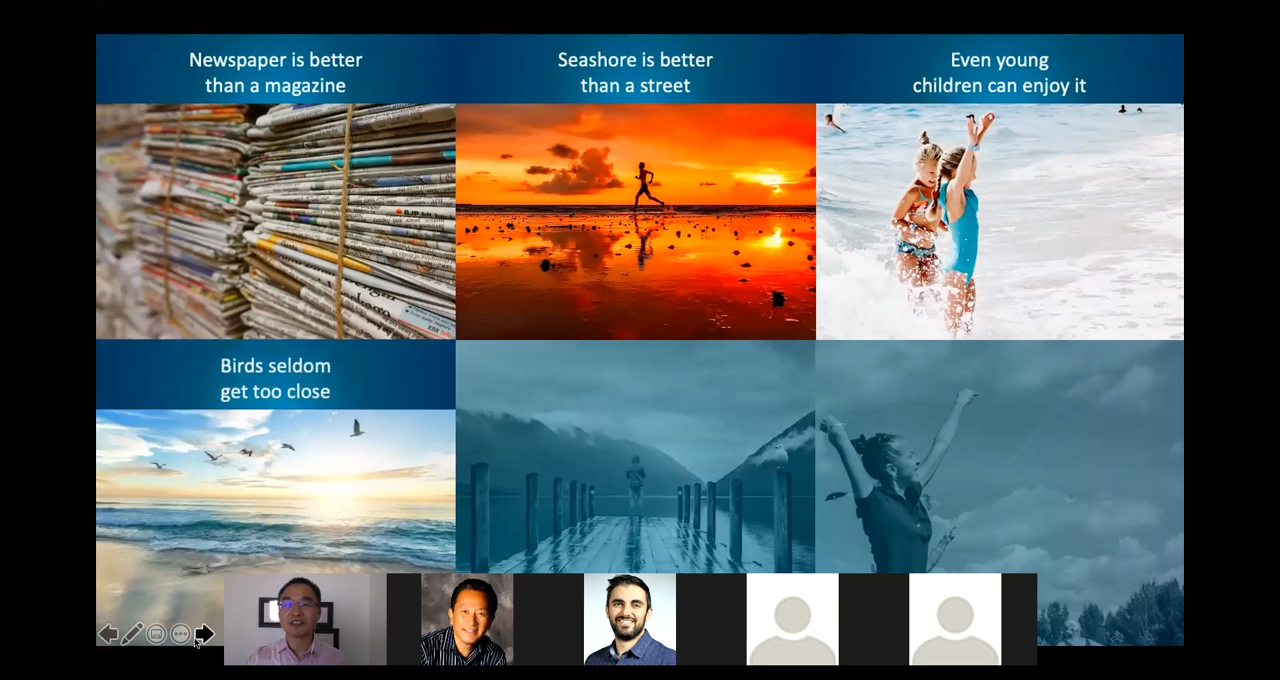 Newspaper is better
than a magazine
Seashore is better
than a street
Even young
children can enjoy it
Birds seldom
get too close